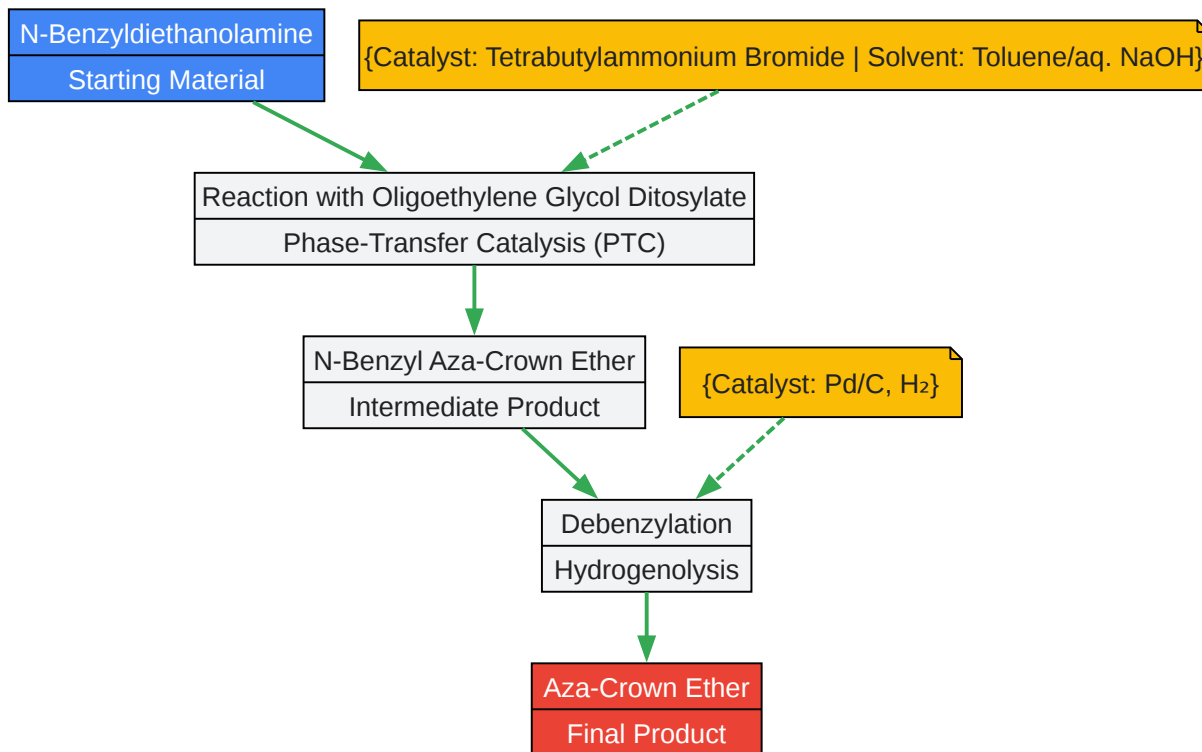 N-Benzyldiethanolamine
Starting Material
{Catalyst: Tetrabutylammonium Bromide | Solvent: Toluene/aq. NaOH}
Reaction with Oligoethylene Glycol Ditosylate
Phase-Transfer Catalysis (PTC)
N-Benzyl Aza-Crown Ether
Intermediate Product
{Catalyst: Pd/C, H₂}
Debenzylation
Hydrogenolysis
Aza-Crown Ether
Final Product